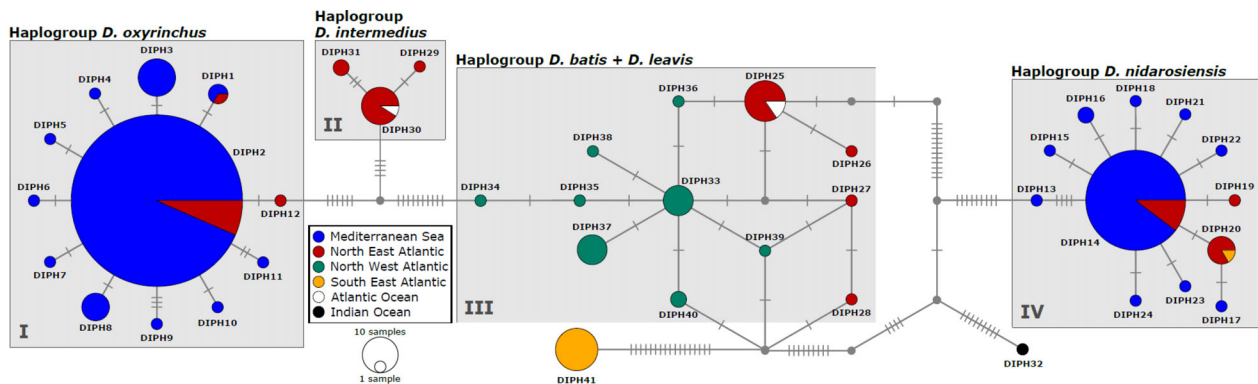 Haplogroup D. oxyrinchus
Haplogroup
D. intermedius
Haplogroup D. batis + D. leavis
Haplogroup D. nidarosiensis
DIPH3
DIPH4
DIPH1
DIPH5
DIPH2
DIPH6
DIPH12
DIPH7
DIPH11
DIPH8
DIPH10
DIPH9
I
DIPH31
DIPH29
DIPH30
II
DIPH36
DIPH25
DIPH38
DIPH26
DIPH33
DIPH27
DIPH34
DIPH35
DIPH37
DIPH39
DIPH40
DIPH28
III
DIPH41
DIPH32
DIPH18
DIPH16
DIPH21
DIPH15
DIPH22
DIPH13
DIPH19
DIPH14
DIPH20
DIPH23
DIPH24
DIPH17
IV
Mediterranean Sea
North East Atlantic
North West Atlantic
South East Atlantic
Atlantic Ocean
Indian Ocean
10 samples
1 sample